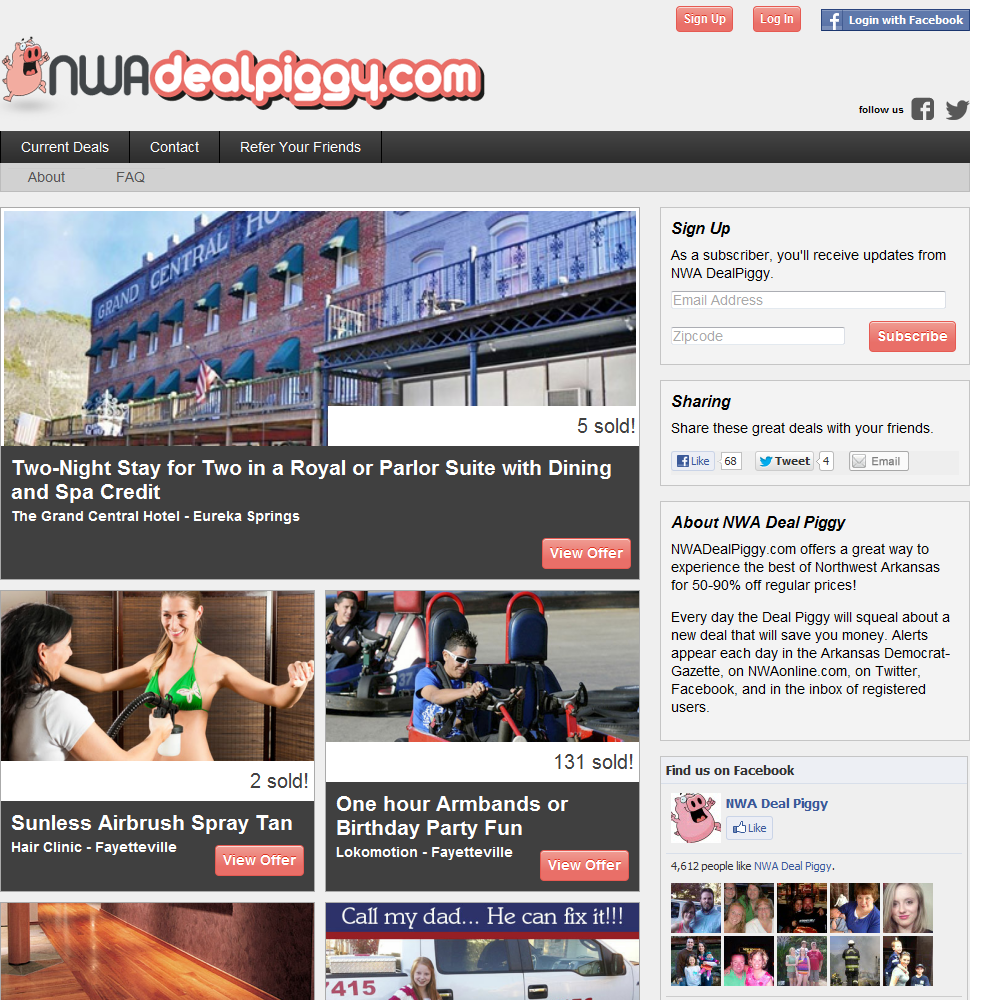 Sign Up
Log In
Login with Facebook
NWAdealpiggy.com
follow us
Current Deals
Contact
Refer Your Friends
About
FAQ
GRAND CENTRAL HO
5 sold!
Two-Night Stay for Two in a Royal or Parlor Suite with Dining
and Spa Credit
The Grand Central Hotel - Eureka Springs
View Offer
2 sold!
Sunless Airbrush Spray Tan
Hair Clinic - Fayetteville
View Offer
131 sold!
One hour Armbands or
Birthday Party Fun
Lokomotion - Fayetteville
View Offer
Call my dad... He can fix it!!!
7415
Sign Up
As a subscriber, you'll receive updates from
NWA DealPiggy.
Email Address
Zipcode
Subscribe
Sharing
Share these great deals with your friends.
Like
68
Tweet
4
Email
About NWA Deal Piggy
NWADealPiggy.com offers a great way to
experience the best of Northwest Arkansas
for 50-90% off regular prices!
Every day the Deal Piggy will squeal about a
new deal that will save you money. Alerts
appear each day in the Arkansas Democrat-
Gazette, on NWAonline.com, on Twitter,
Facebook, and in the inbox of registered
users.
Find us on Facebook
NWA Deal Piggy
Like
4,612 people like NWA Deal Piggy.